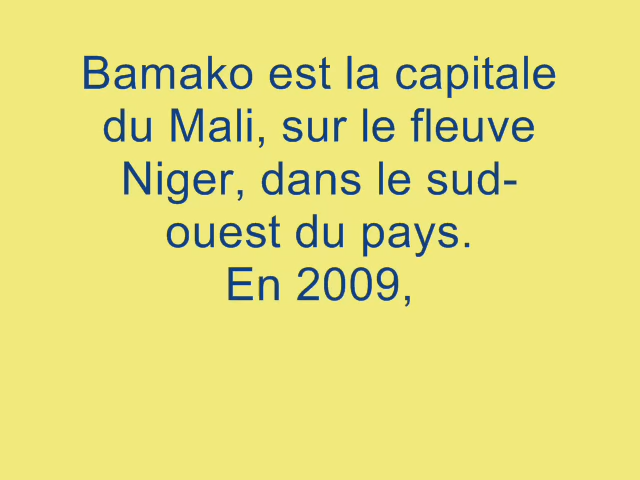 Bamako est la capitale
du Mali, sur le fleuve
Niger, dans le sud-
ouest du pays.
En 2009,